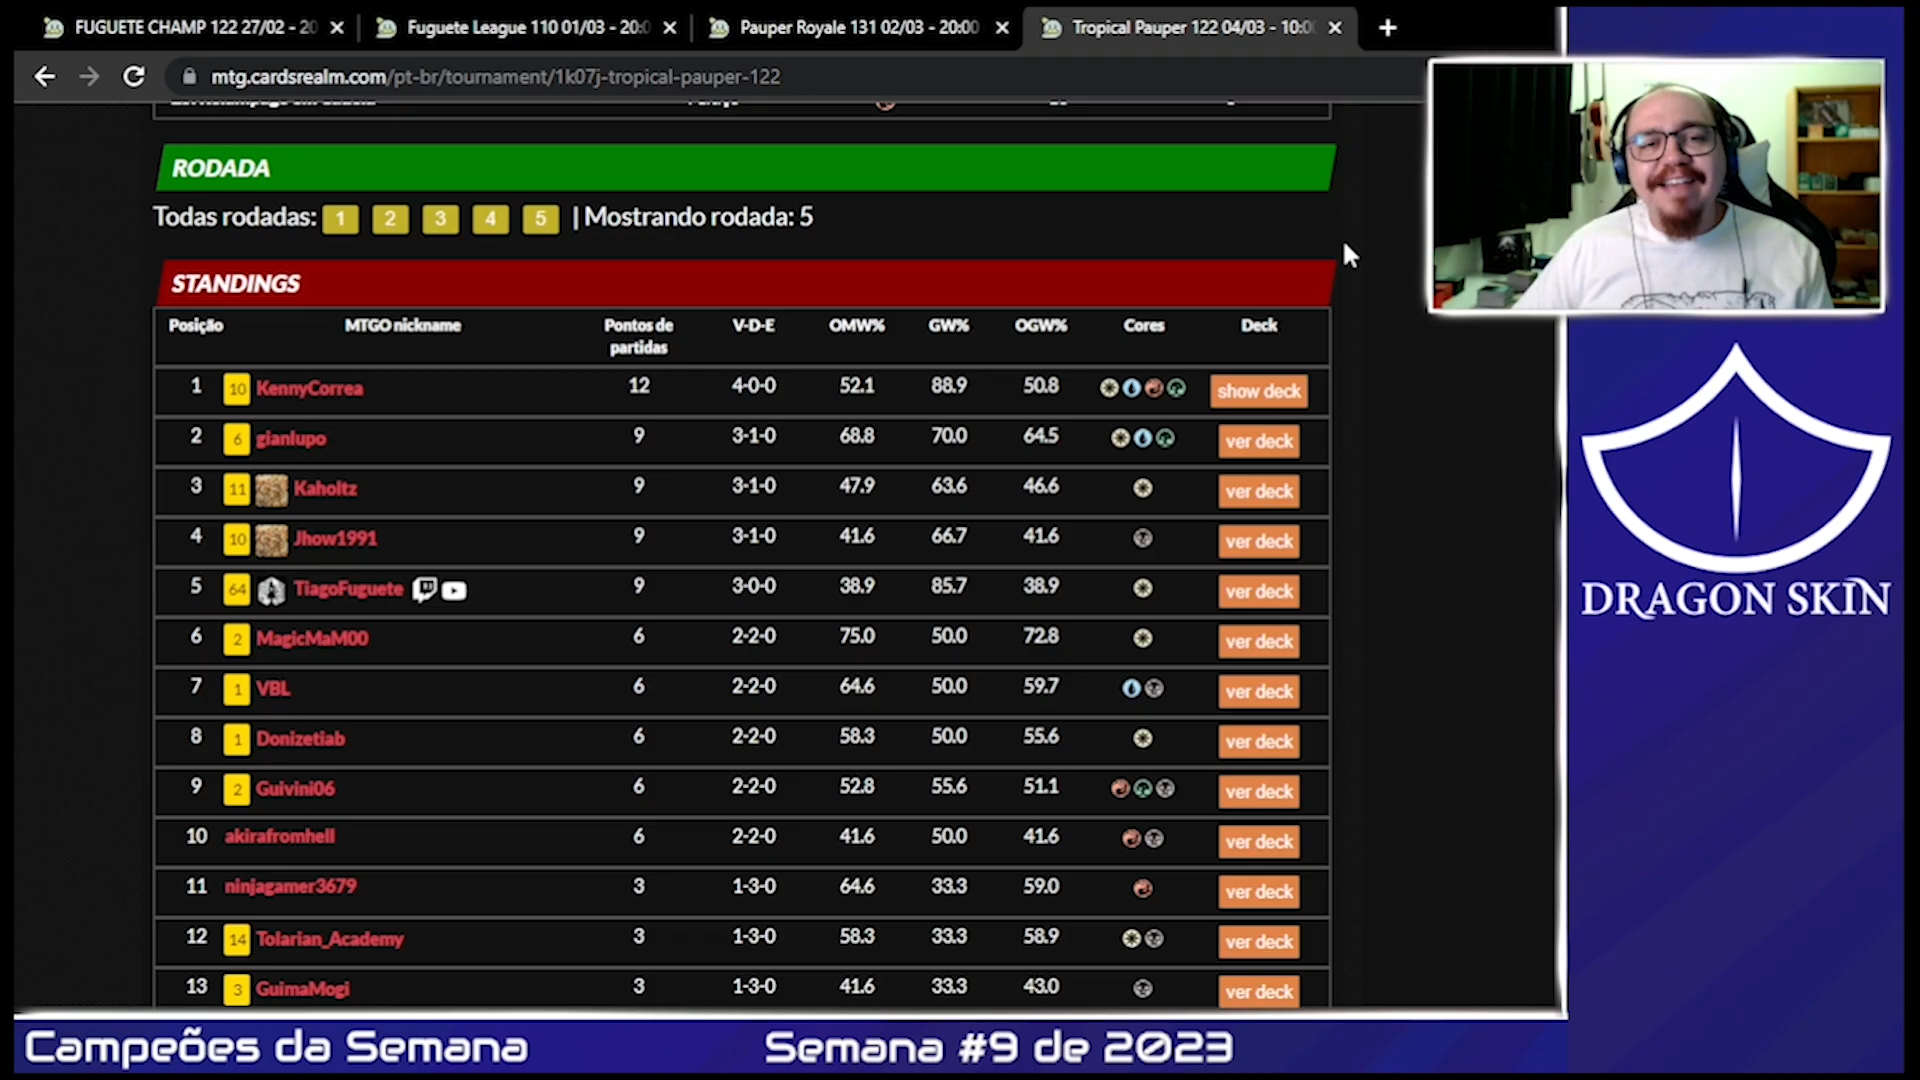 FUGUETE CHAMP 122 27/02 - 20
Fuguete League 110 01/03 - 20:0
Pauper Royale 131 02/03 - 20:00
Tropical Pauper 122 04/03 - 10:0
mtg.cardsrealm.com/pt-br/tournament/1k07j-tropical-pauper-122
RODADA
Todas rodadas: 1 2 3 4 5 | Mostrando rodada: 5
STANDINGS
Posição MTGO nickname Pontos de partidas V-D-E OMW% GW% OGW% Cores Deck
1 10 KennyCorrea 12 4-0-0 52.1 88.9 50.8 show deck
2 6 gianlupo 9 3-1-0 68.8 70.0 64.5 ver deck
3 11 Kaholtz 9 3-1-0 47.9 63.6 46.6 ver deck
4 10 Jhow1991 9 3-1-0 41.6 66.7 41.6 ver deck
5 64 TiagoFuguete 9 3-0-0 38.9 85.7 38.9 ver deck
6 2 MagicMaM00 6 2-2-0 75.0 50.0 72.8 ver deck
7 1 VBL 6 2-2-0 64.6 50.0 59.7 ver deck
8 1 Donizetiab 6 2-2-0 58.3 50.0 55.6 ver deck
9 2 Guivini06 6 2-2-0 52.8 55.6 51.1 ver deck
10 akirafromhell 6 2-2-0 41.6 50.0 41.6 ver deck
11 ninjagamer3679 3 1-3-0 64.6 33.3 59.0 ver deck
12 14 Tolarian_Academy 3 1-3-0 58.3 33.3 58.9 ver deck
13 3 GuimaMogi 3 1-3-0 41.6 33.3 43.0 ver deck
DRAGON SKIN
Campeões da Semana
Semana #9 de 2023